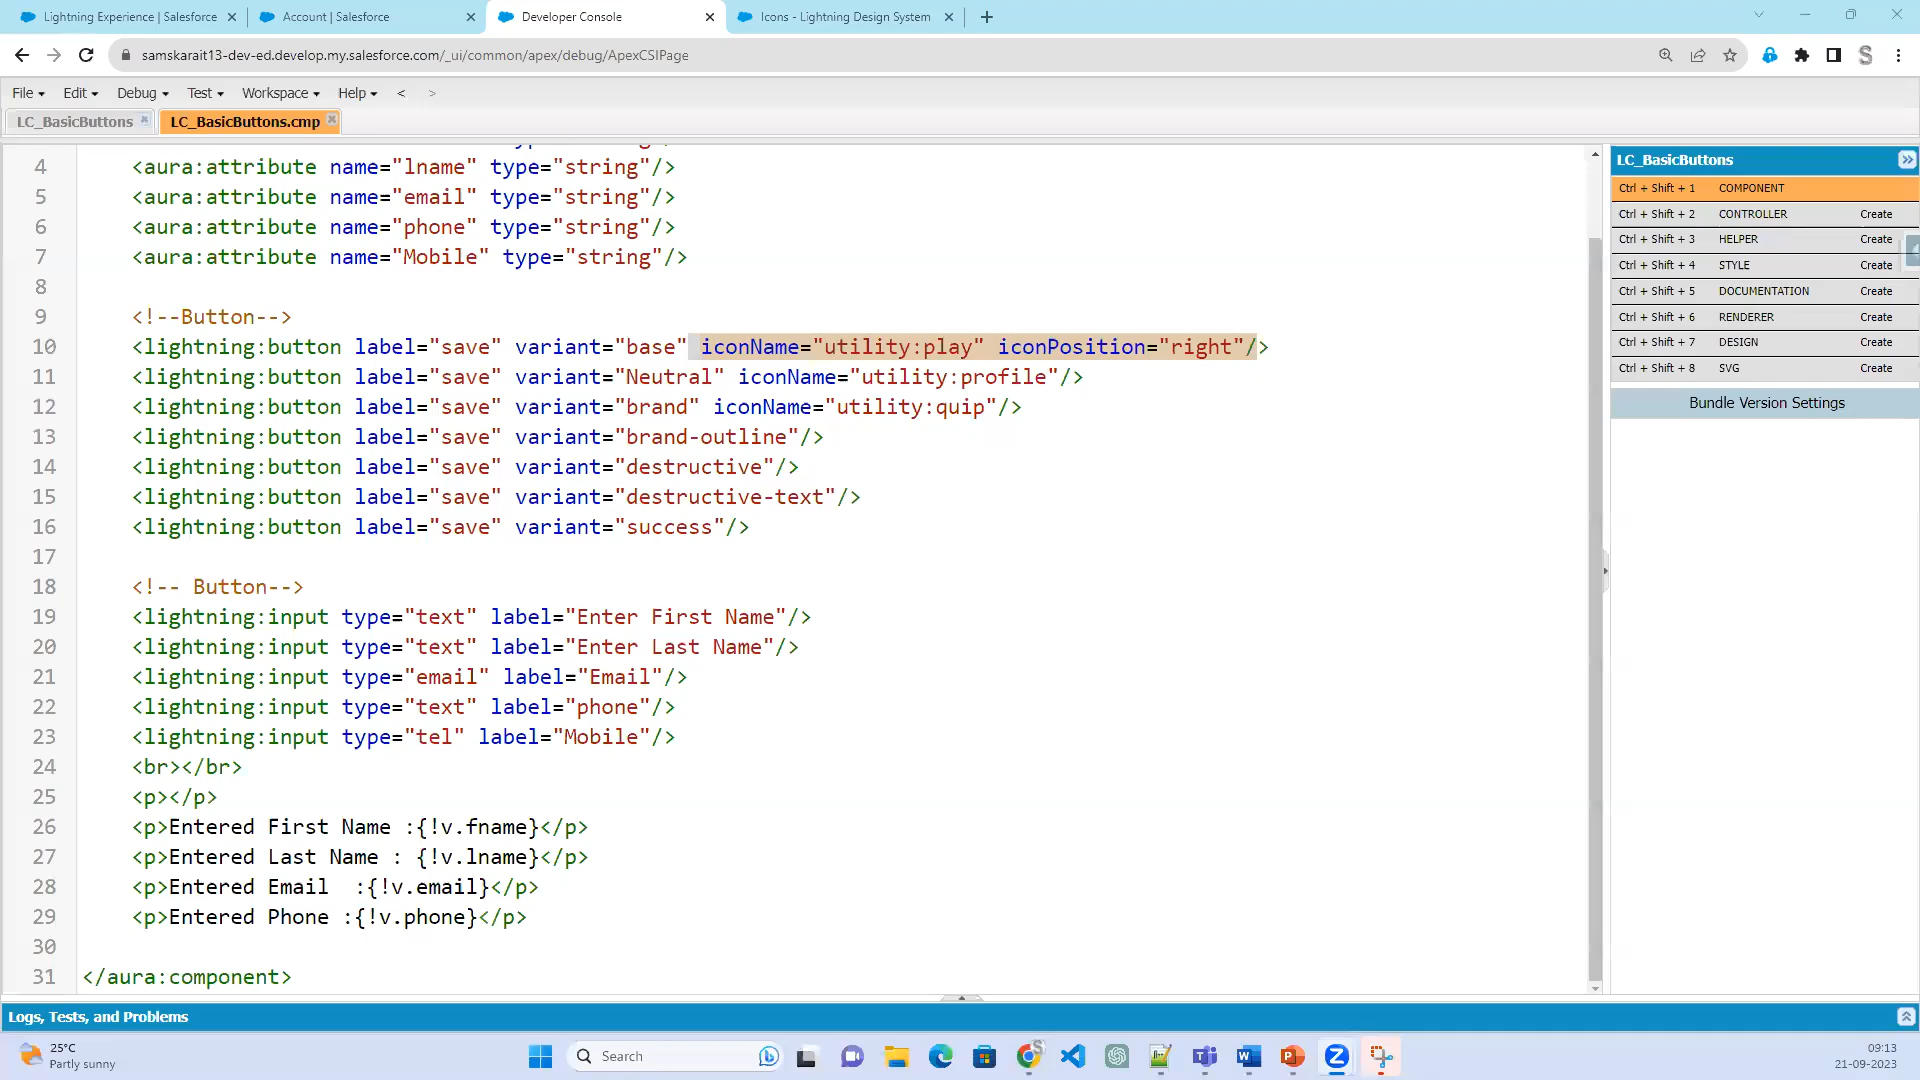 Lightning Experience | Salesforce
Account | Salesforce
Developer Console
Icons - Lightning Design System
samskarait13-dev-ed.develop.my.salesforce.com/_ui/common/apex/debug/ApexCSIPage
File Edit Debug Test Workspace Help < >
LC_BasicButtons
LC_BasicButtons.cmp
4 <aura:attribute name="lname" type="string"/>
5 <aura:attribute name="email" type="string"/>
6 <aura:attribute name="phone" type="string"/>
7 <aura:attribute name="Mobile" type="string"/>
8
9 <!--Button-->
10 <lightning:button label="save" variant="base" iconName="utility:play" iconPosition="right"/>
11 <lightning:button label="save" variant="Neutral" iconName="utility:profile"/>
12 <lightning:button label="save" variant="brand" iconName="utility:quip"/>
13 <lightning:button label="save" variant="brand-outline"/>
14 <lightning:button label="save" variant="destructive"/>
15 <lightning:button label="save" variant="destructive-text"/>
16 <lightning:button label="save" variant="success"/>
17
18 <!-- Button-->
19 <lightning:input type="text" label="Enter First Name"/>
20 <lightning:input type="text" label="Enter Last Name"/>
21 <lightning:input type="email" label="Email"/>
22 <lightning:input type="text" label="phone"/>
23 <lightning:input type="tel" label="Mobile"/>
24 <br></br>
25 <p></p>
26 <p>Entered First Name :{!v.fname}</p>
27 <p>Entered Last Name : {!v.lname}</p>
28 <p>Entered Email  :{!v.email}</p>
29 <p>Entered Phone :{!v.phone}</p>
30
31 </aura:component>
LC_BasicButtons
Ctrl + Shift + 1 COMPONENT
Ctrl + Shift + 2 CONTROLLER Create
Ctrl + Shift + 3 HELPER Create
Ctrl + Shift + 4 STYLE Create
Ctrl + Shift + 5 DOCUMENTATION Create
Ctrl + Shift + 6 RENDERER Create
Ctrl + Shift + 7 DESIGN Create
Ctrl + Shift + 8 SVG Create
Bundle Version Settings
Logs, Tests, and Problems
25°C
Partly sunny
Search
09:13
21-09-2023